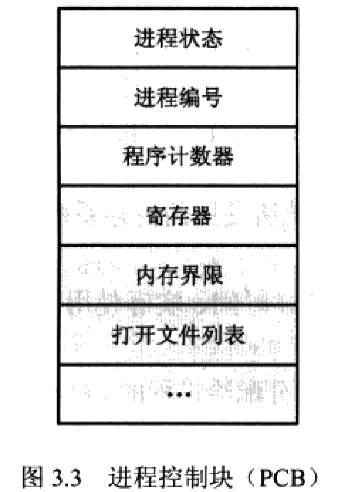 进程状态
进程编号
程序计数器
寄存器
内存界限
打开文件列表
...
图 3.3 进程控制块（PCB）